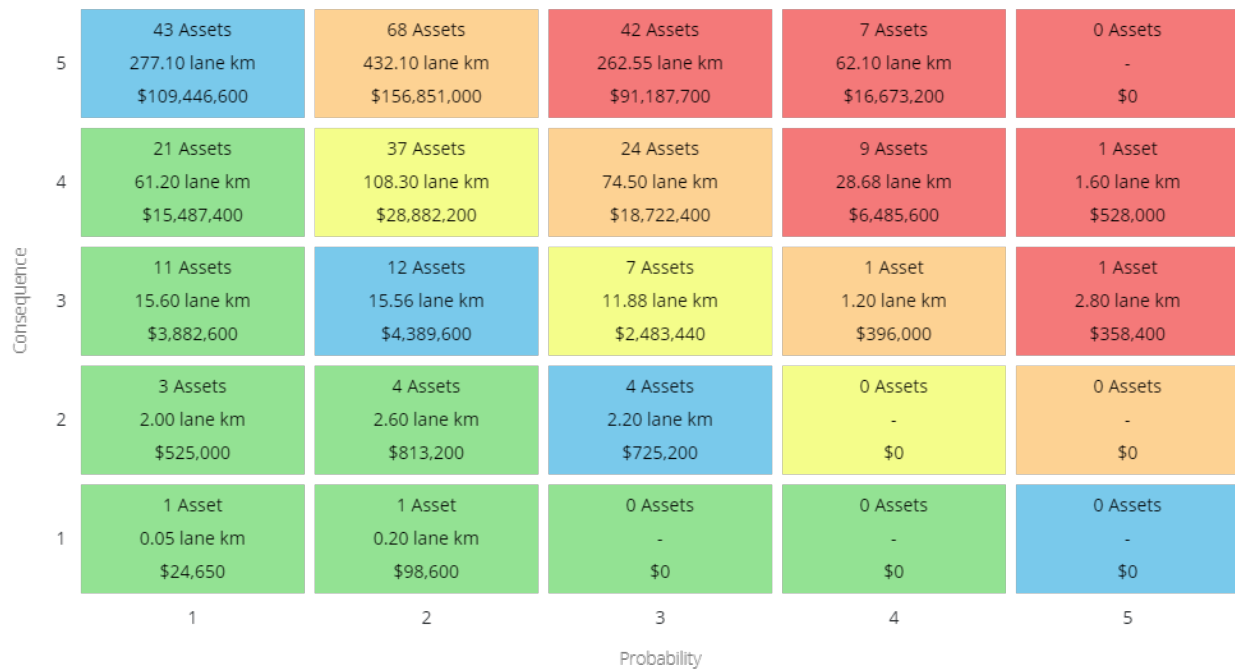 43 Assets
277.10 lane km
$109,446,600
68 Assets
432.10 lane km
$156,851,000
42 Assets
262.55 lane km
$91,187,700
7 Assets
62.10 lane km
$16,673,200
0 Assets
-
$0
5
21 Assets
61.20 lane km
$15,487,400
37 Assets
108.30 lane km
$28,882,200
24 Assets
74.50 lane km
$18,722,400
9 Assets
28.68 lane km
$6,485,600
1 Asset
1.60 lane km
$528,000
4
11 Assets
15.60 lane km
$3,882,600
12 Assets
15.56 lane km
$4,389,600
7 Assets
11.88 lane km
$2,483,440
1 Asset
1.20 lane km
$396,000
1 Asset
2.80 lane km
$358,400
3
Consequence
3 Assets
2.00 lane km
$525,000
4 Assets
2.60 lane km
$813,200
4 Assets
2.20 lane km
$725,200
0 Assets
-
$0
0 Assets
-
$0
2
1 Asset
0.05 lane km
$24,650
1 Asset
0.20 lane km
$98,600
0 Assets
-
$0
0 Assets
-
$0
0 Assets
-
$0
1
1 2 3 4 5
Probability